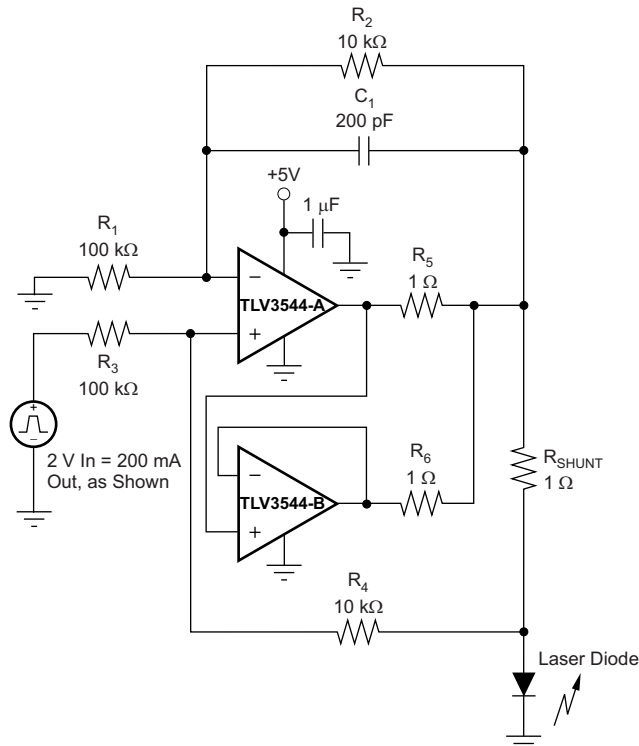 R2
10 kΩ
C1
200 pF
+5V
1 μF
R1
100 kΩ
−
TLV3544-A
+
R5
1 Ω
R3
100 kΩ
+
−
2 V In = 200 mA
Out, as Shown
−
TLV3544-B
+
R6
1 Ω
RSHUNT
1 Ω
R4
10 kΩ
Laser Diode